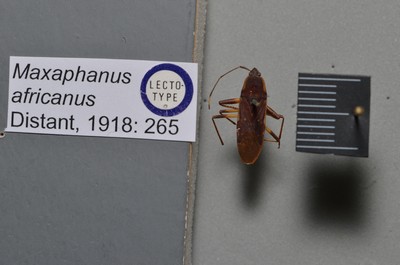 Maxaphanus
africanus
Distant, 1918: 265
LECTO-
TYPE